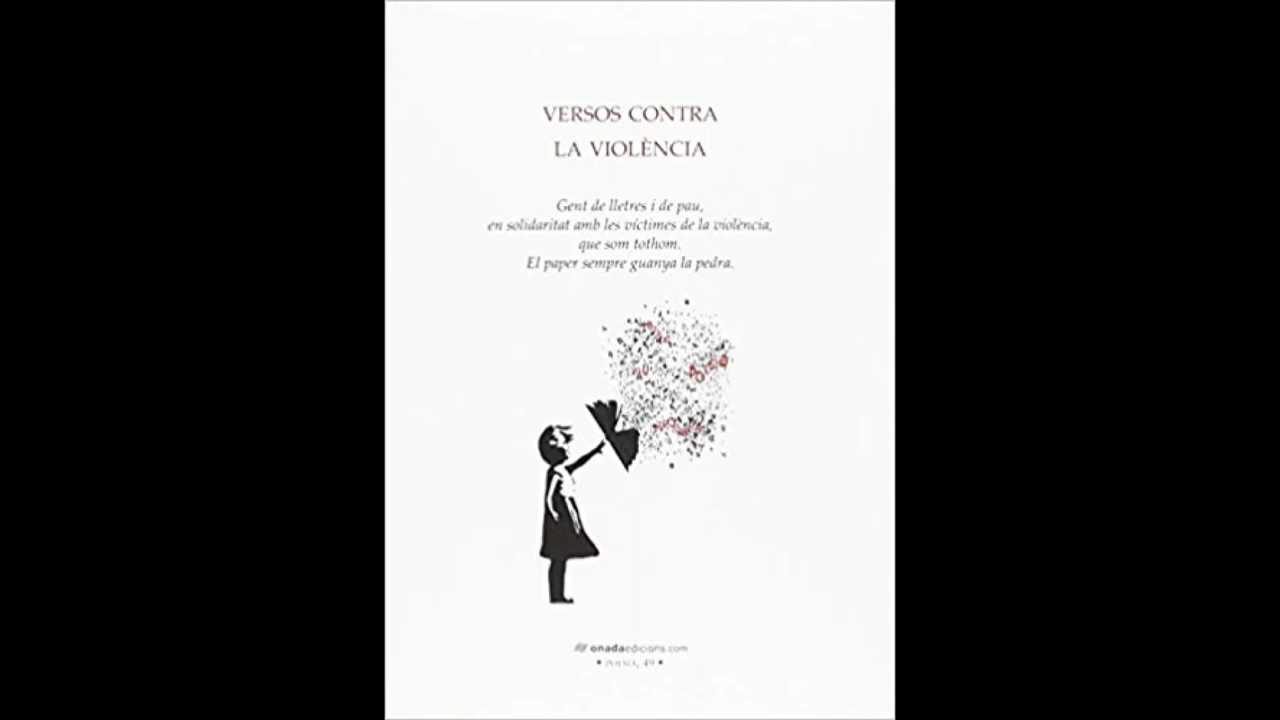 VERSOS CONTRA
LA VIOLÈNCIA
Gent de lletres i de pau,
en solidaritat amb les víctimes de la violència,
que som tothom.
El paper sempre guanya la pedra.
onadaedicions.com
• POESIA, 49 •